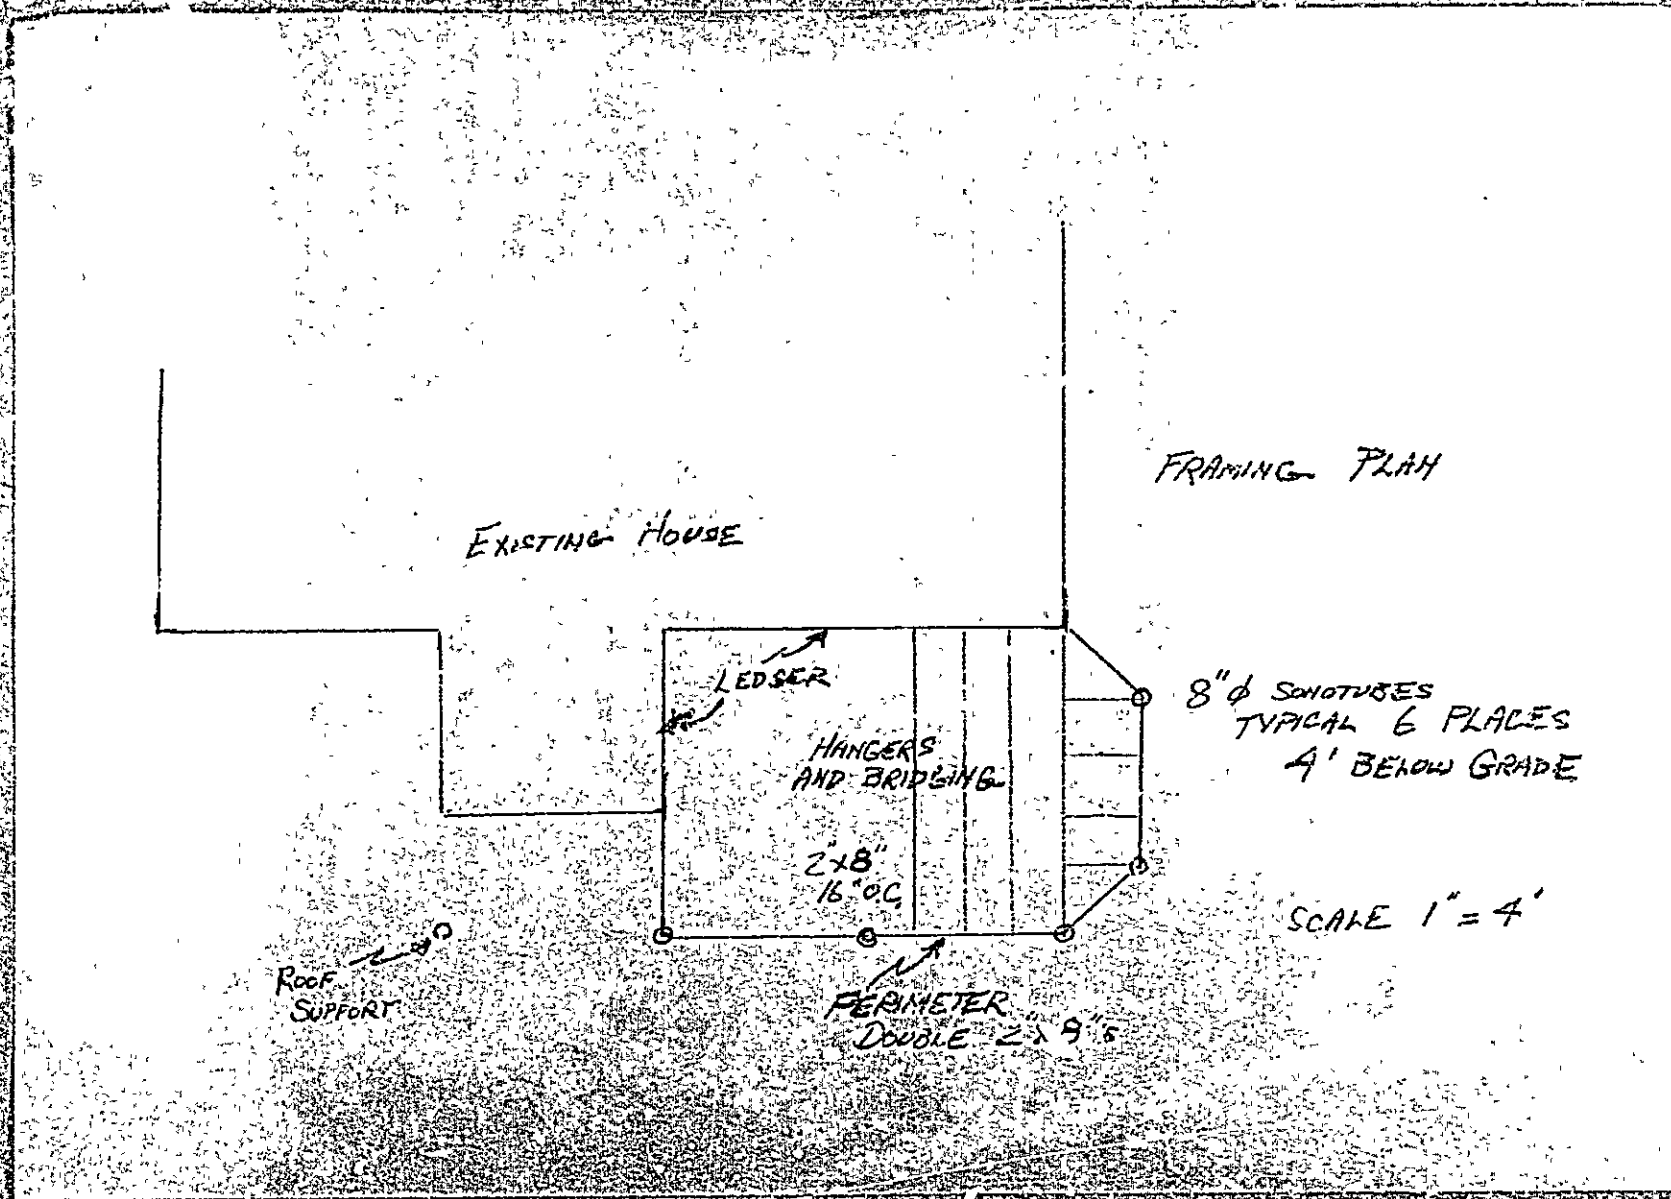 FRAMING PLAN
EXISTING HOUSE
LEDGER
8"ϕ SONOTUBES
TYPICAL 6 PLACES
4' BELOW GRADE
HANGERS
AND BRIDGING
2"x8"
16"O.C.
SCALE 1"=4'
ROOF
SUPPORT
PERIMETER
DOUBLE 2"x8"s